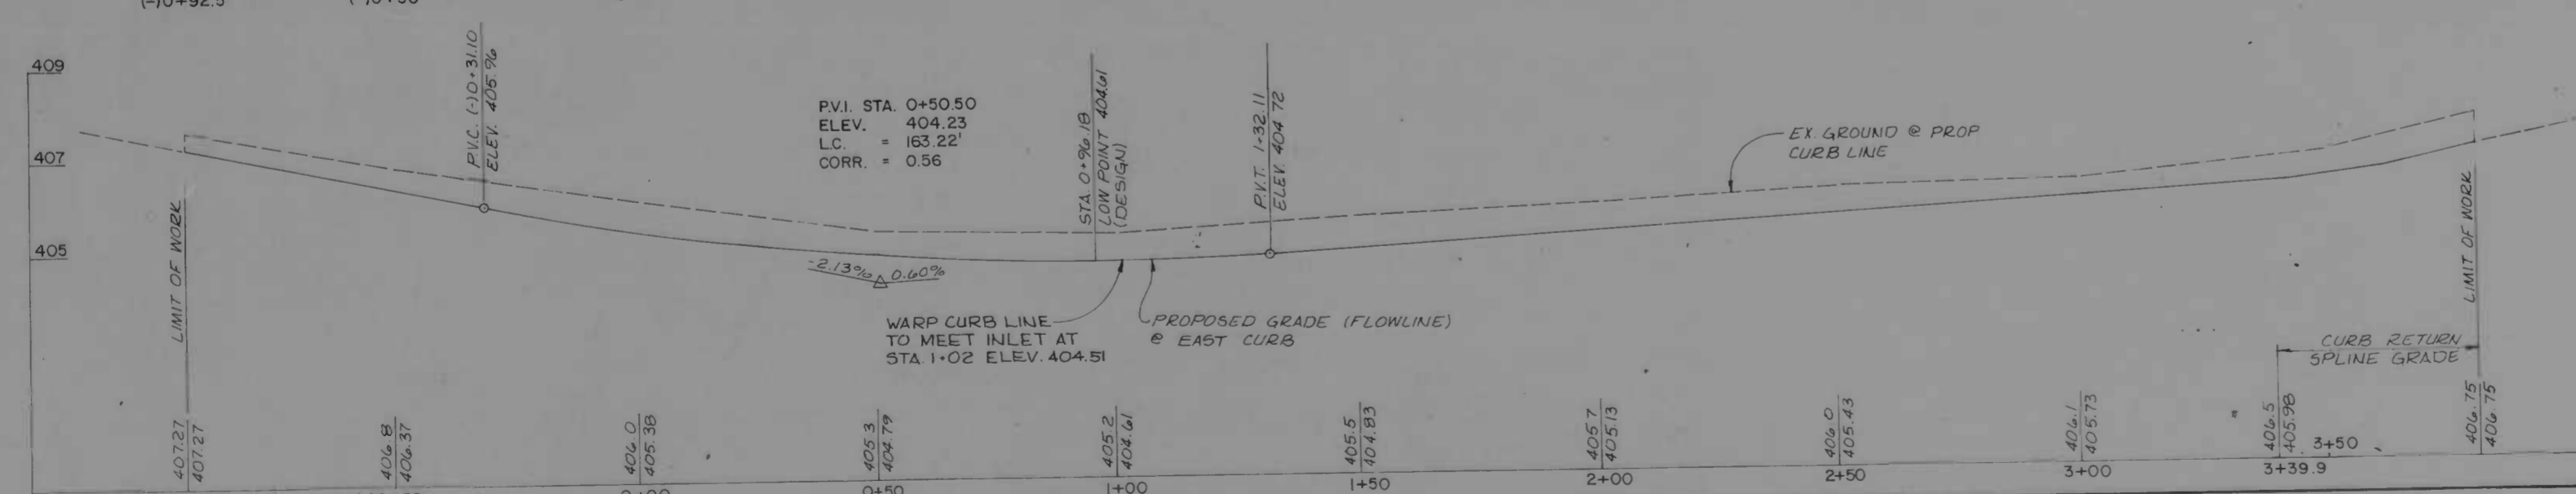 (-)0+92.5
409
407
405
LIMIT OF WORK
P.V.C. (-)0+31.10
ELEV. 405.96
P.V.I. STA. 0+50.50
ELEV. 404.23
L.C. = 163.22'
CORR. = 0.56
STA. 0+96.18
LOW POINT 404.61
(DESIGN)
P.V.T. 1+32.11
ELEV. 404.72
EX. GROUND @ PROP
CURB LINE
LIMIT OF WORK
-2.13% 0.60%
WARP CURB LINE
TO MEET INLET AT
STA. 1+02 ELEV. 404.51
PROPOSED GRADE (FLOWLINE)
@ EAST CURB
CURB RETURN
SPLINE GRADE
407.27
407.27
406.8
406.37
406.0
405.38
405.3
404.79
405.2
404.61
405.5
404.83
405.7
405.13
406.0
405.43
406.1
405.73
406.5
405.98
3+50
406.75
406.75
0+50
1+00
1+50
2+00
2+50
3+00
3+39.9